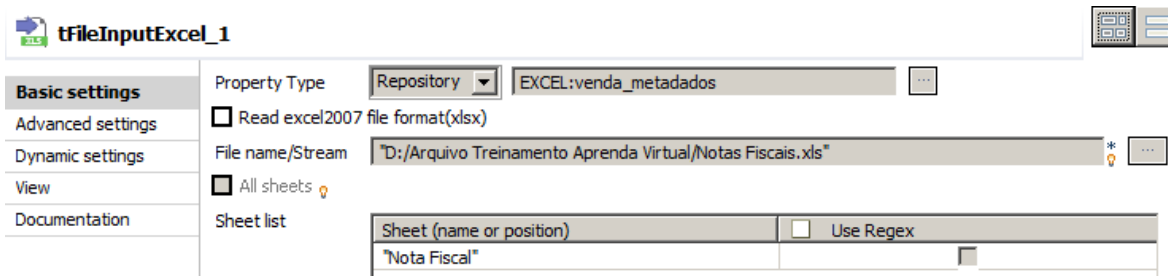 XLS
tFileInputExcel_1
Basic settings
Advanced settings
Dynamic settings
View
Documentation
Property Type Repository EXCEL:venda_metadados ...
Read excel2007 file format(xlsx)
File name/Stream "D:/Arquivo Treinamento Aprenda Virtual/Notas Fiscais.xls" * ...
All sheets
Sheet list
Sheet (name or position) Use Regex
"Nota Fiscal"